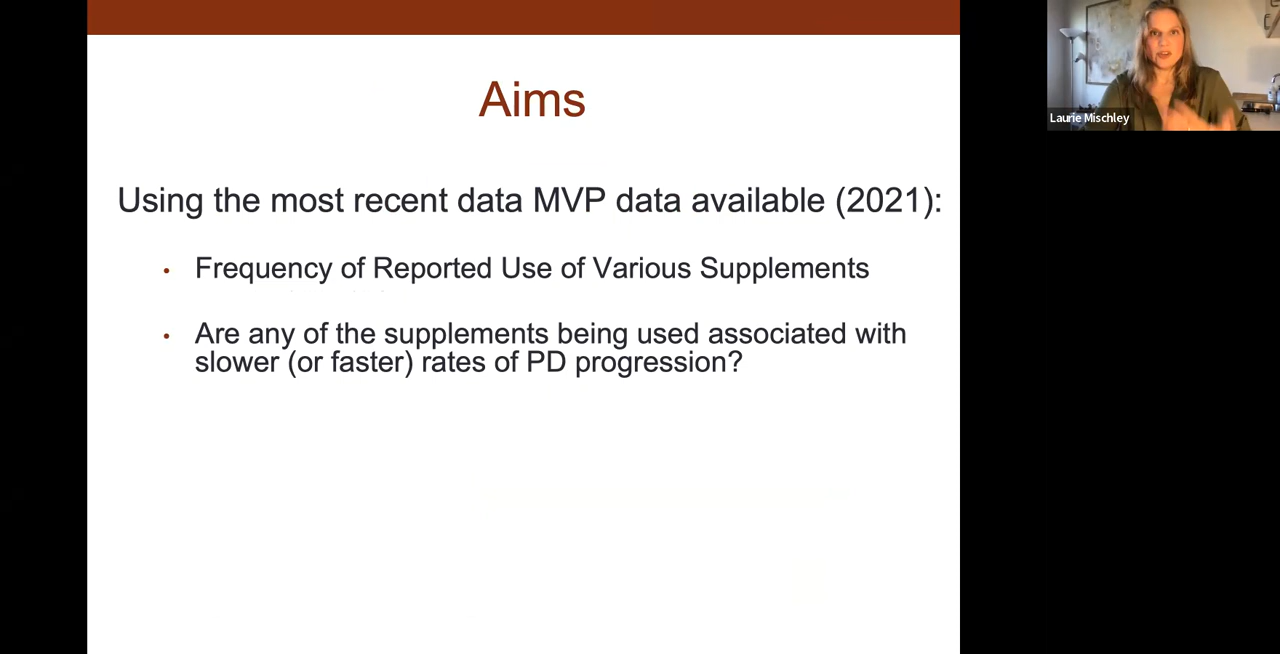 Aims
Using the most recent data MVP data available (2021):
• Frequency of Reported Use of Various Supplements
• Are any of the supplements being used associated with
slower (or faster) rates of PD progression?
Laurie Mischley